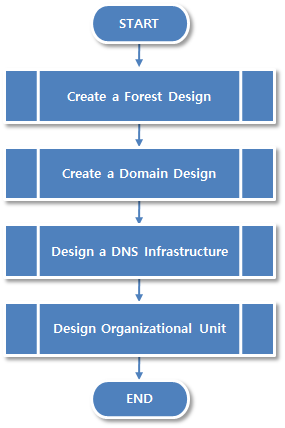 START
Create a Forest Design
Create a Domain Design
Design a DNS Infrastructure
Design Organizational Unit
END